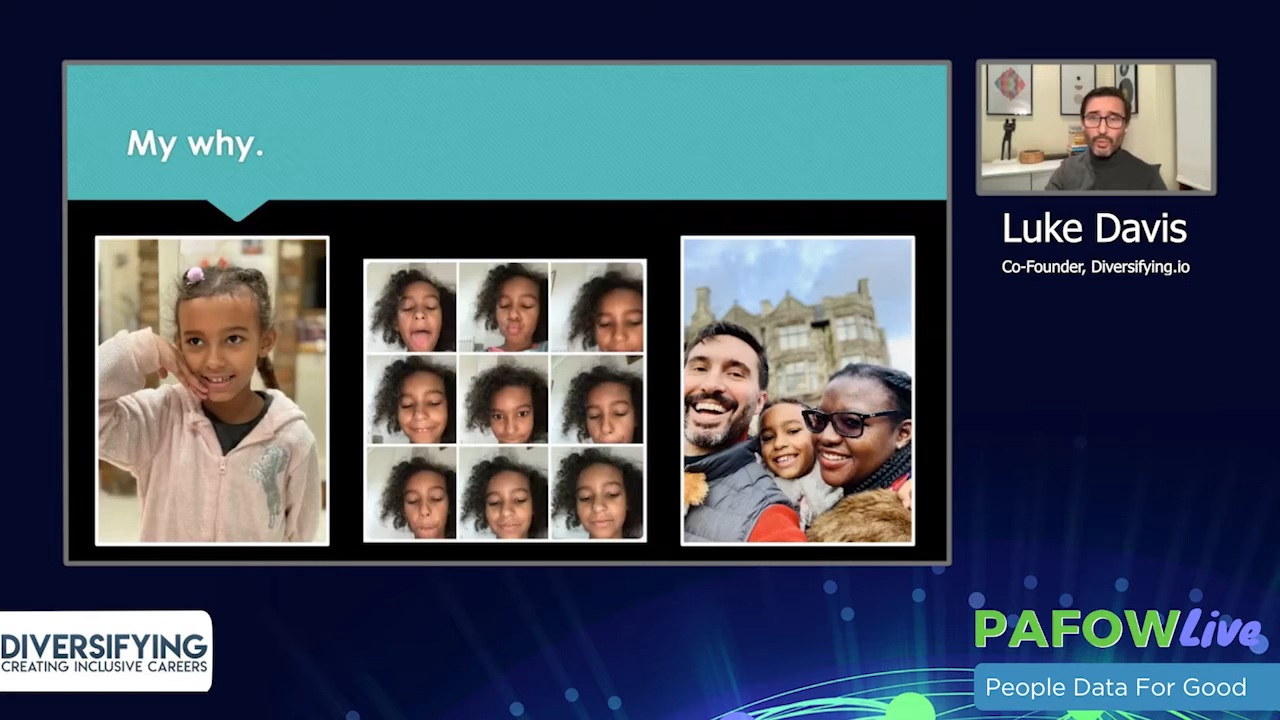 My why.
Luke Davis
Co-Founder, Diversifying.io
DIVERSIFYING
CREATING INCLUSIVE CAREERS
PAFOWLive
People Data For Good